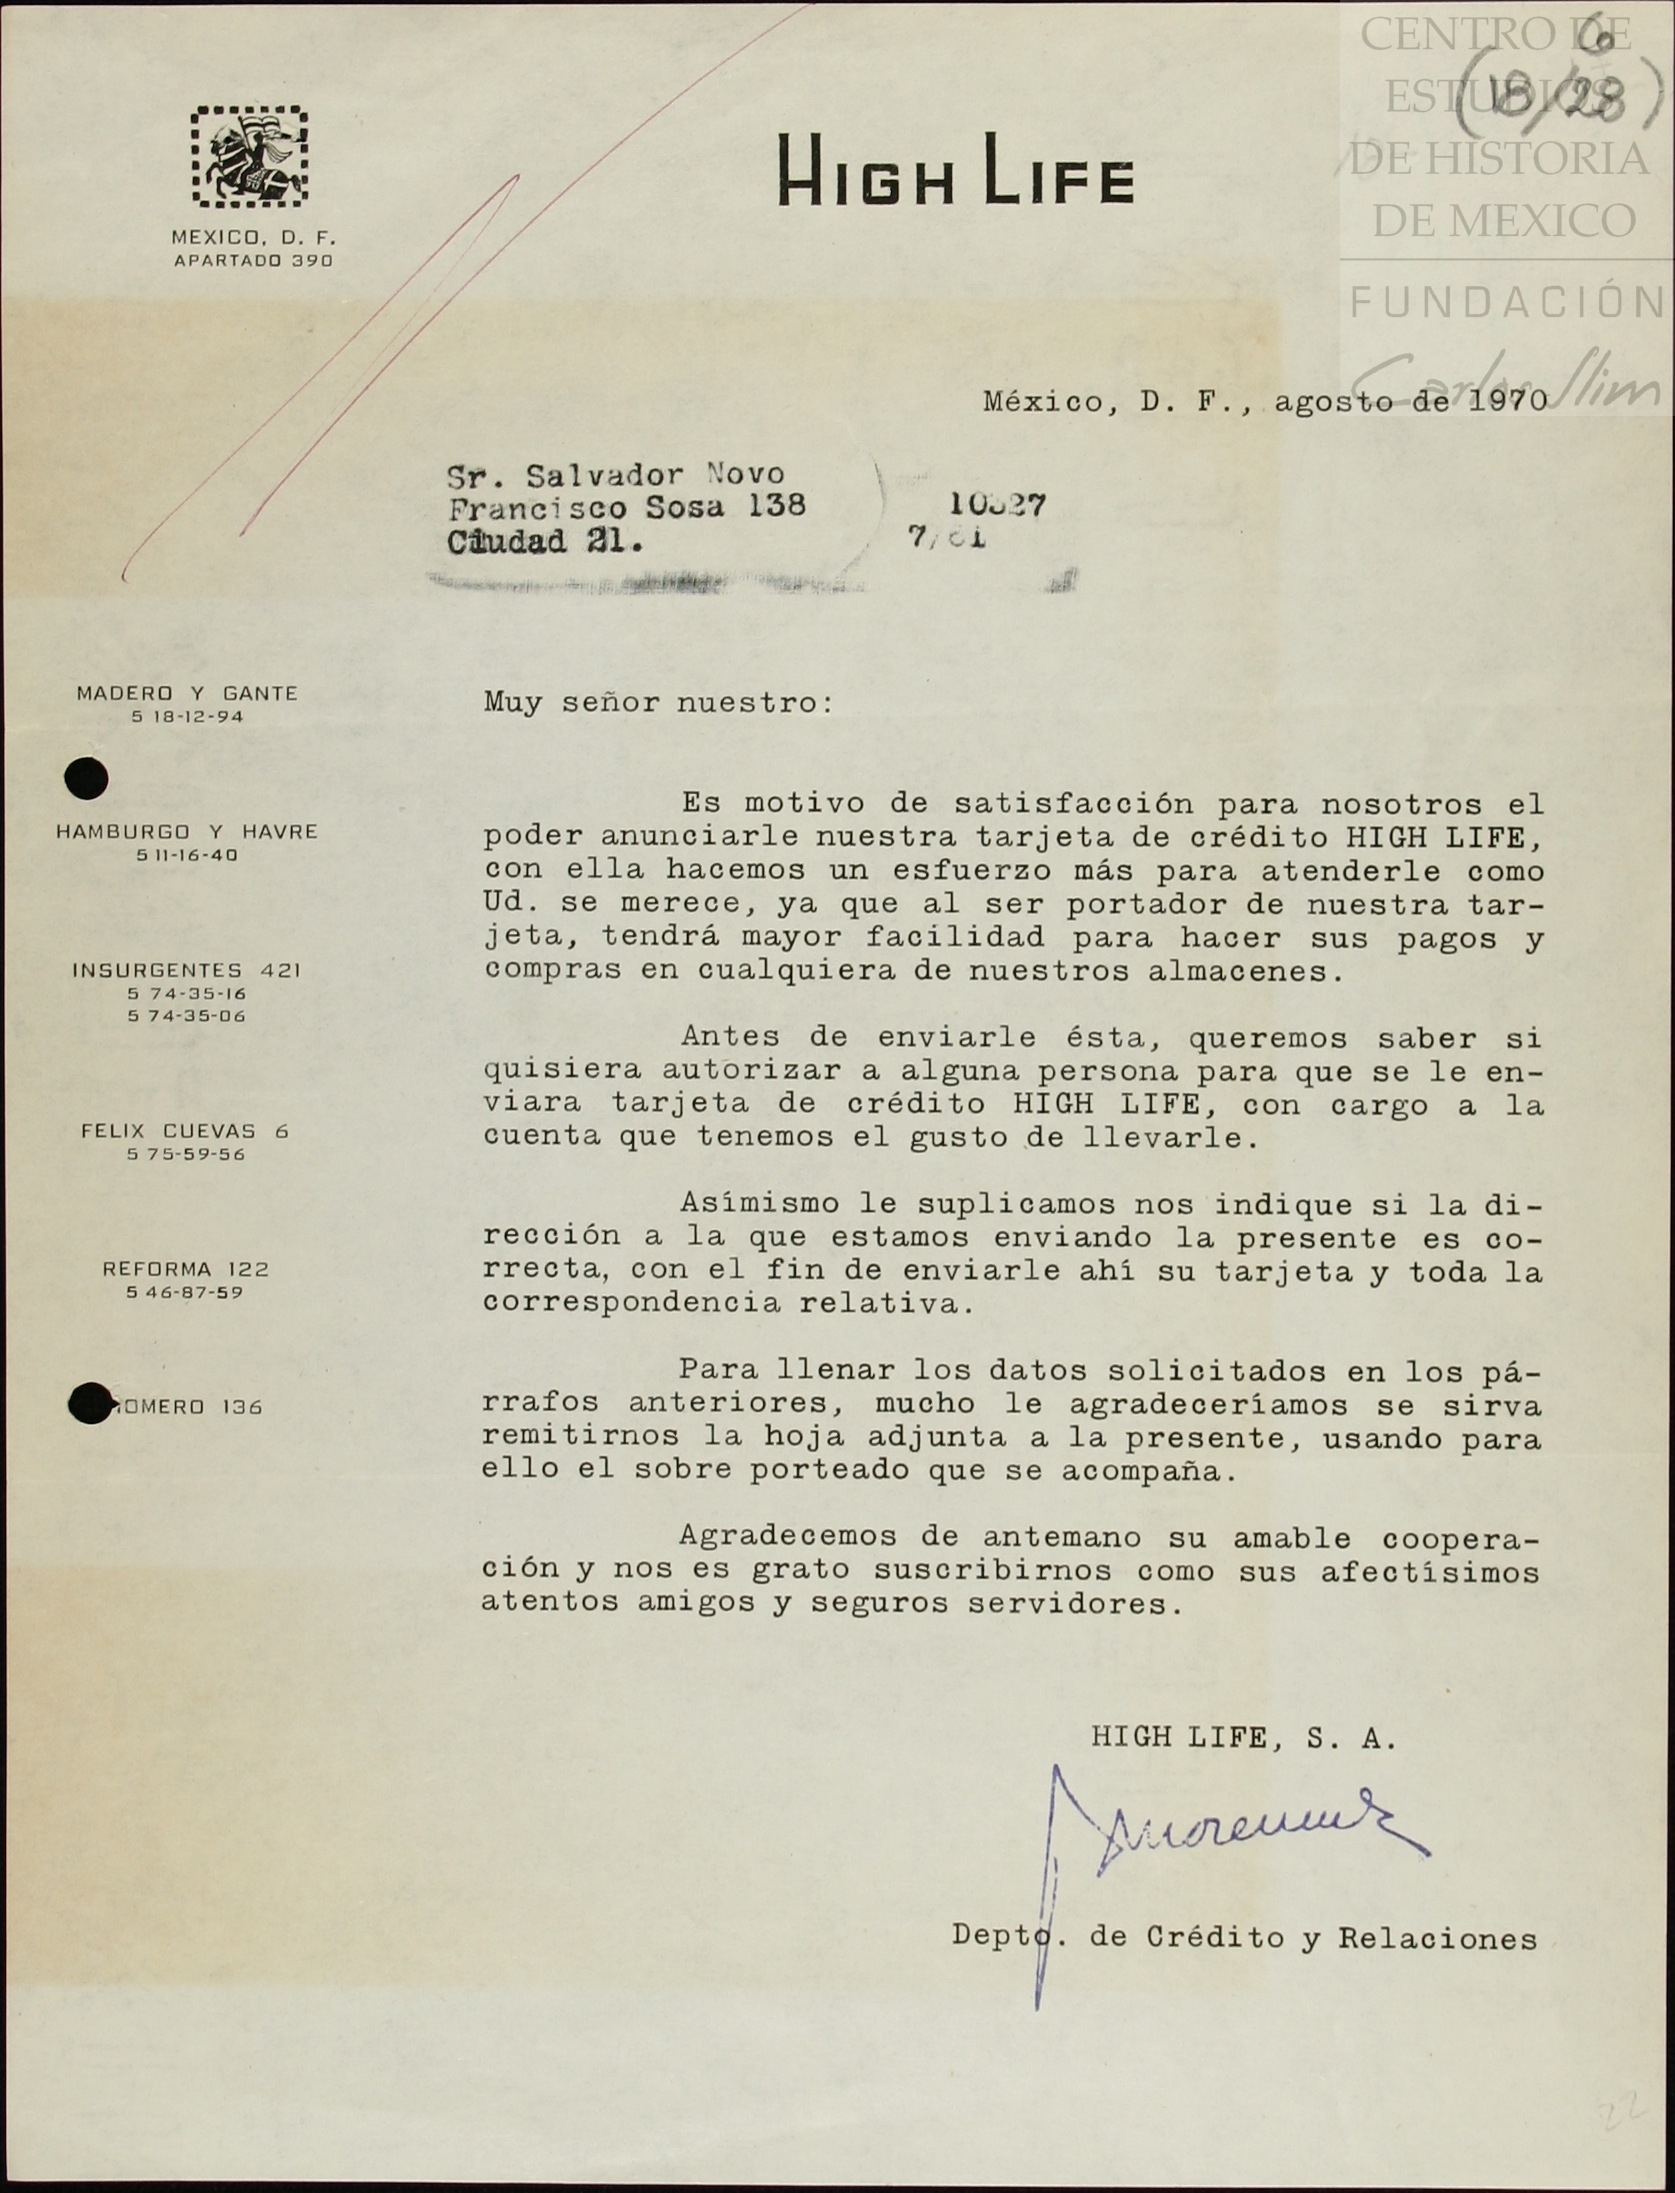 CENTRO DE
ESTUDIOS
DE HISTORIA
DE MEXICO
FUNDACIÓN
Carlos Slim
6
(18/28)
HIGH LIFE
MEXICO, D. F.
APARTADO 390
México, D. F., agosto de 1970
Sr. Salvador Novo
Francisco Sosa 138
Ciudad 21.
MADERO Y GANTE
5 18-12-94
HAMBURGO Y HAVRE
5 11-16-40
INSURGENTES 421
5 74-35-16
5 74-35-06
FELIX CUEVAS 6
5 75-59-56
REFORMA 122
5 46-87-59
HOMERO 136
Muy señor nuestro:
Es motivo de satisfacción para nosotros el
poder anunciarle nuestra tarjeta de crédito HIGH LIFE,
con ella hacemos un esfuerzo más para atenderle como
Ud. se merece, ya que al ser portador de nuestra tar-
jeta, tendrá mayor facilidad para hacer sus pagos y
compras en cualquiera de nuestros almacenes.
Antes de enviarle ésta, queremos saber si
quisiera autorizar a alguna persona para que se le en-
viara tarjeta de crédito HIGH LIFE, con cargo a la
cuenta que tenemos el gusto de llevarle.
Asímismo le suplicamos nos indique si la di-
rección a la que estamos enviando la presente es co-
rrecta, con el fin de enviarle ahí su tarjeta y toda la
correspondencia relativa.
Para llenar los datos solicitados en los pá-
rrafos anteriores, mucho le agradeceríamos se sirva
remitirnos la hoja adjunta a la presente, usando para
ello el sobre porteado que se acompaña.
Agradecemos de antemano su amable coopera-
ción y nos es grato suscribirnos como sus afectísimos
atentos amigos y seguros servidores.
HIGH LIFE, S. A.
Depto. de Crédito y Relaciones
22